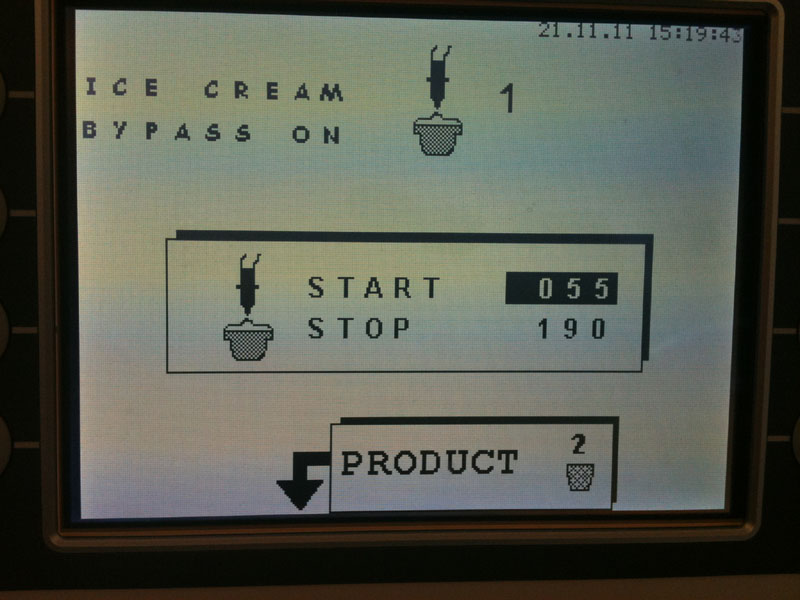 21.11.11 15:19:43
ICE CREAM
BYPASS ON
1
START 055
STOP 190
PRODUCT 2